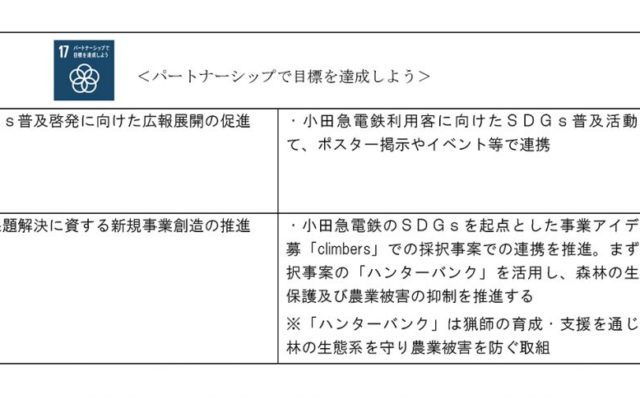 17 パートナーシップで
目標を達成しよう
＜パートナーシップで目標を達成しよう＞
ｓ普及啓発に向けた広報展開の促進
・小田急電鉄利用客に向けたＳＤＧｓ普及活動
て、ポスター掲示やイベント等で連携
題解決に資する新規事業創造の推進
・小田急電鉄のＳＤＧｓを起点とした事業アイデ
募「climbers」での採択事案での連携を推進。まず
択事案の「ハンターバンク」を活用し、森林の生
保護及び農業被害の抑制を推進する
※「ハンターバンク」は猟師の育成・支援を通じ
林の生態系を守り農業被害を防ぐ取組